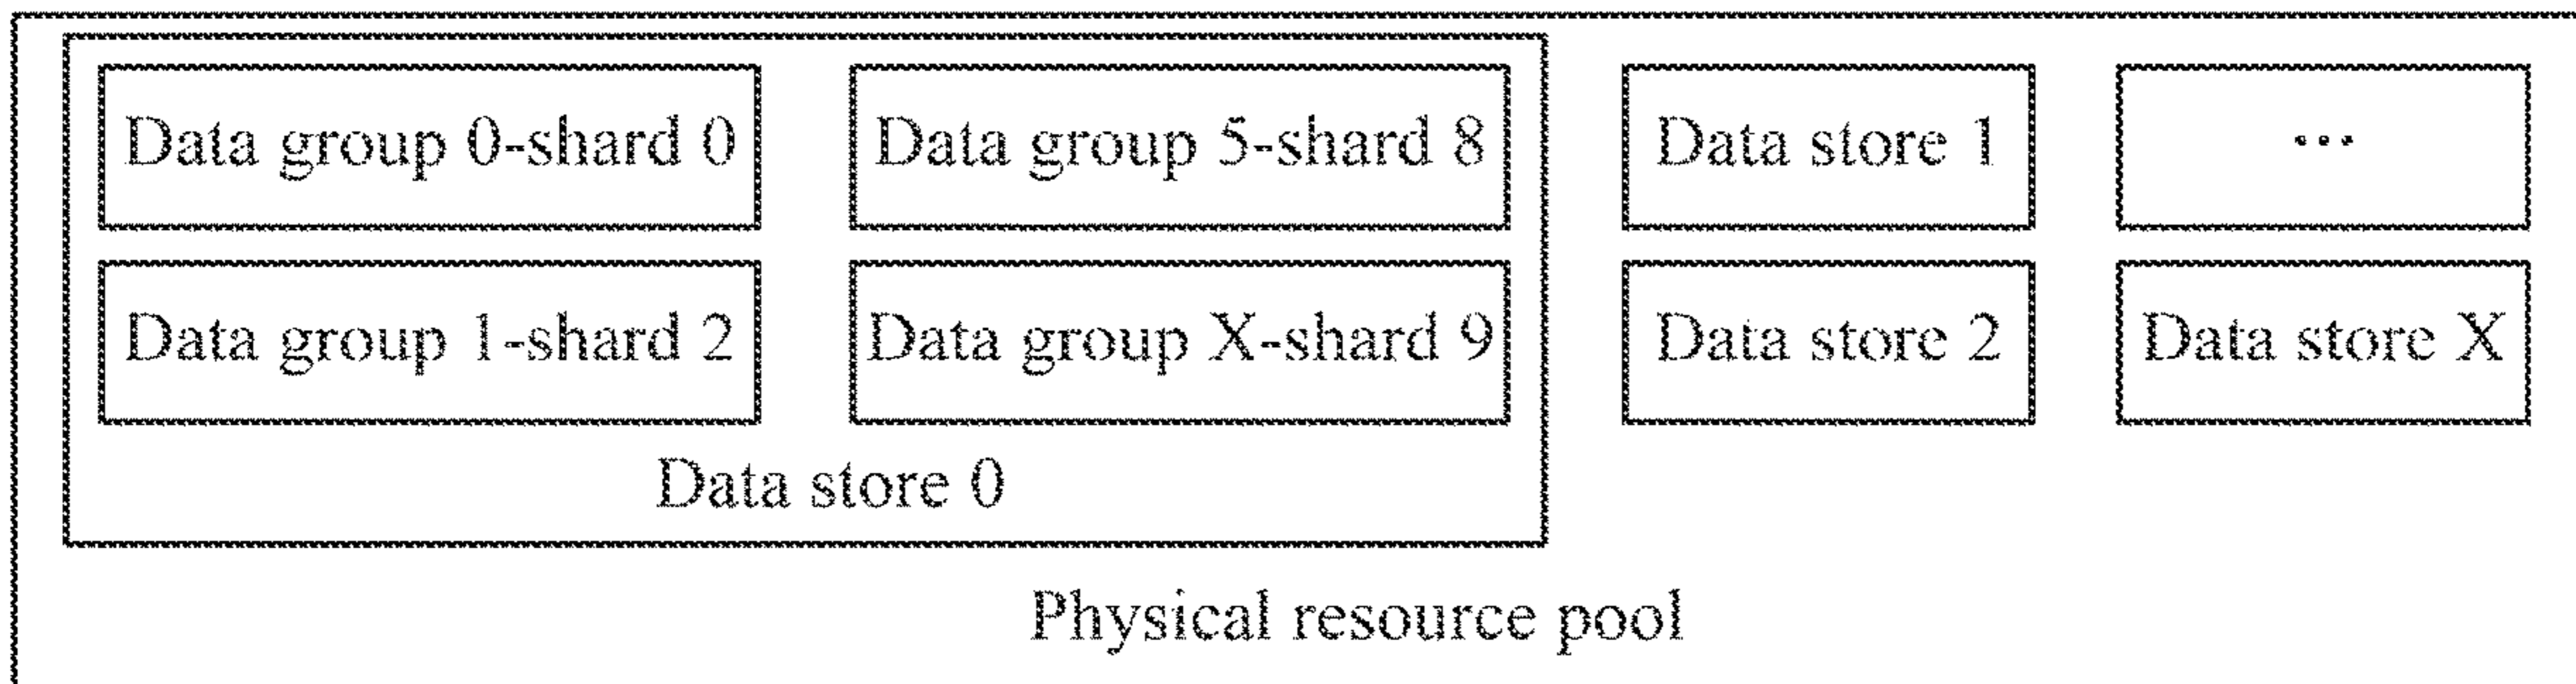 Data group 0-shard 0
Data group 5-shard 8
Data store 1
...
Data group 1-shard 2
Data group X-shard 9
Data store 2
Data store X
Data store 0
Physical resource pool